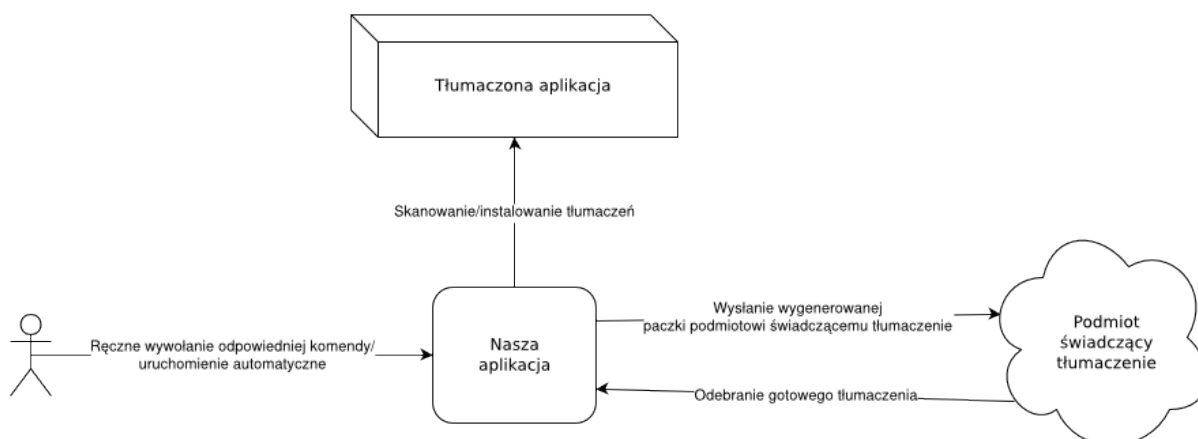 Tłumaczona aplikacja
Skanowanie/instalowanie tłumaczeń
Ręczne wywołanie odpowiedniej komendy/
uruchomienie automatyczne
Nasza
aplikacja
Wysłanie wygenerowanej
paczki podmiotowi świadczącemu tłumaczenie
Odebranie gotowego tłumaczenia
Podmiot
świadczący
tłumaczenie